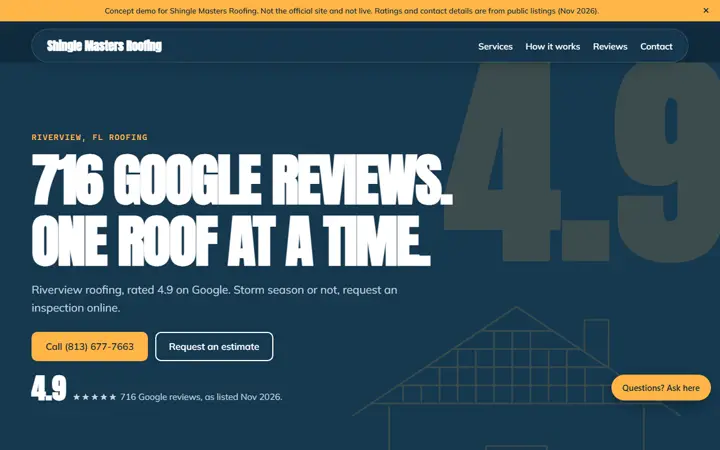 Concept demo for Shingle Masters Roofing. Not the official site and not live. Ratings and contact details are from public listings (Nov 2026).
×
Shingle Masters Roofing
Services
How it works
Reviews
Contact
4.9
RIVERVIEW, FL ROOFING
716 GOOGLE REVIEWS.
ONE ROOF AT A TIME.
Riverview roofing, rated 4.9 on Google. Storm season or not, request an
inspection online.
Call (813) 677-7663
Request an estimate
4.9 ★★★★★ 716 Google reviews, as listed Nov 2026.
Questions? Ask here